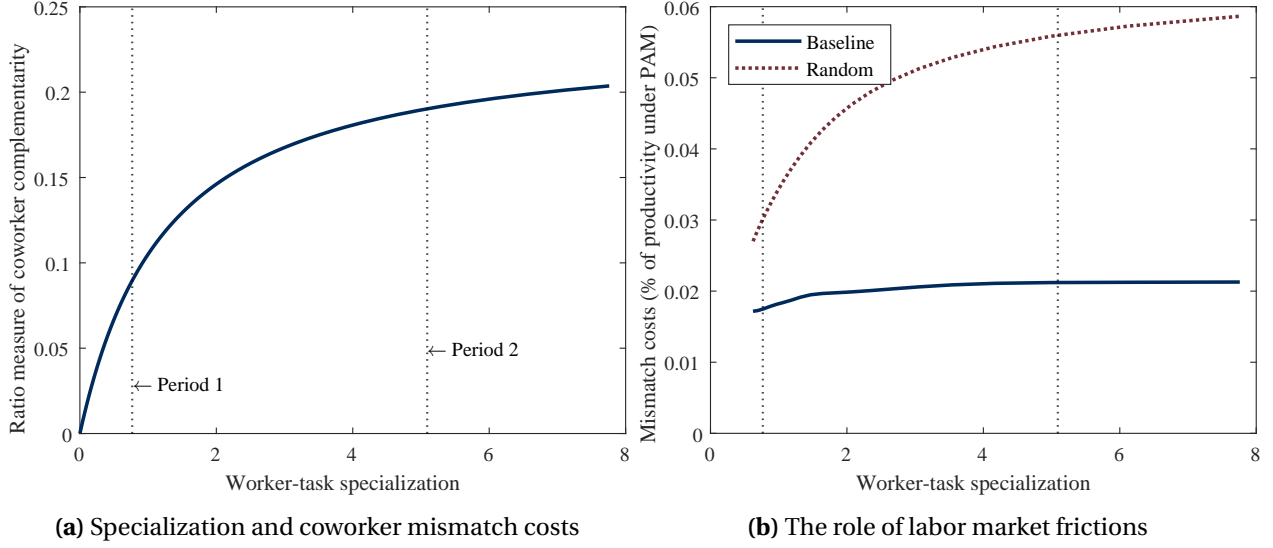 0.25
0.2
0.15
0.1
0.05
0
Ratio measure of coworker complementarity
← Period 1
← Period 2
0 2 4 6 8
Worker-task specialization
(a) Specialization and coworker mismatch costs
0.06
0.05
0.04
0.03
0.02
0.01
0
Mismatch costs (% of productivity under PAM)
Baseline
Random
0 2 4 6 8
Worker-task specialization
(b) The role of labor market frictions